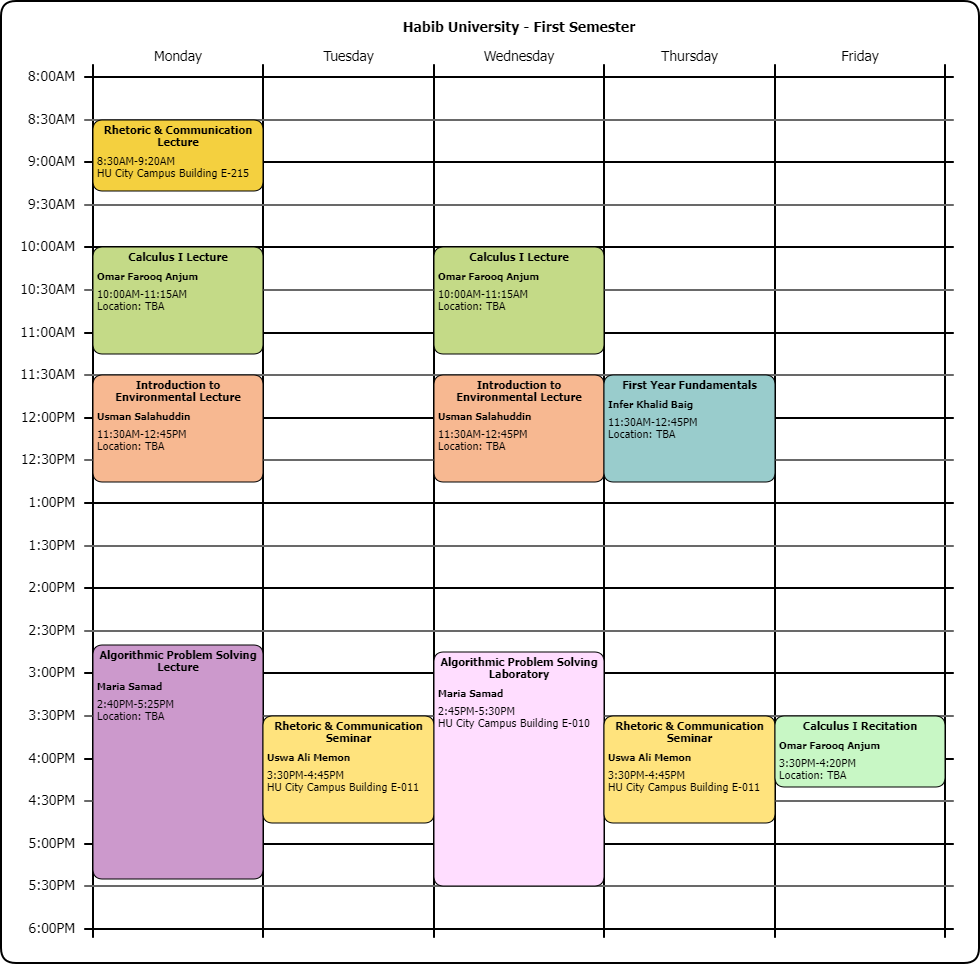 Habib University - First Semester
Monday
Tuesday
Wednesday
Thursday
Friday
8:00AM
8:30AM
9:00AM
9:30AM
10:00AM
10:30AM
11:00AM
11:30AM
12:00PM
12:30PM
1:00PM
1:30PM
2:00PM
2:30PM
3:00PM
3:30PM
4:00PM
4:30PM
5:00PM
5:30PM
6:00PM
Rhetoric & Communication
Lecture
8:30AM-9:20AM
HU City Campus Building E-215
Calculus I Lecture
Omar Farooq Anjum
10:00AM-11:15AM
Location: TBA
Introduction to
Environmental Lecture
Usman Salahuddin
11:30AM-12:45PM
Location: TBA
Algorithmic Problem Solving
Lecture
Maria Samad
2:40PM-5:25PM
Location: TBA
Rhetoric & Communication
Seminar
Uswa Ali Memon
3:30PM-4:45PM
HU City Campus Building E-011
Calculus I Lecture
Omar Farooq Anjum
10:00AM-11:15AM
Location: TBA
Introduction to
Environmental Lecture
Usman Salahuddin
11:30AM-12:45PM
Location: TBA
Algorithmic Problem Solving
Laboratory
Maria Samad
2:45PM-5:30PM
HU City Campus Building E-010
First Year Fundamentals
Infer Khalid Baig
11:30AM-12:45PM
Location: TBA
Rhetoric & Communication
Seminar
Uswa Ali Memon
3:30PM-4:45PM
HU City Campus Building E-011
Calculus I Recitation
Omar Farooq Anjum
3:30PM-4:20PM
Location: TBA